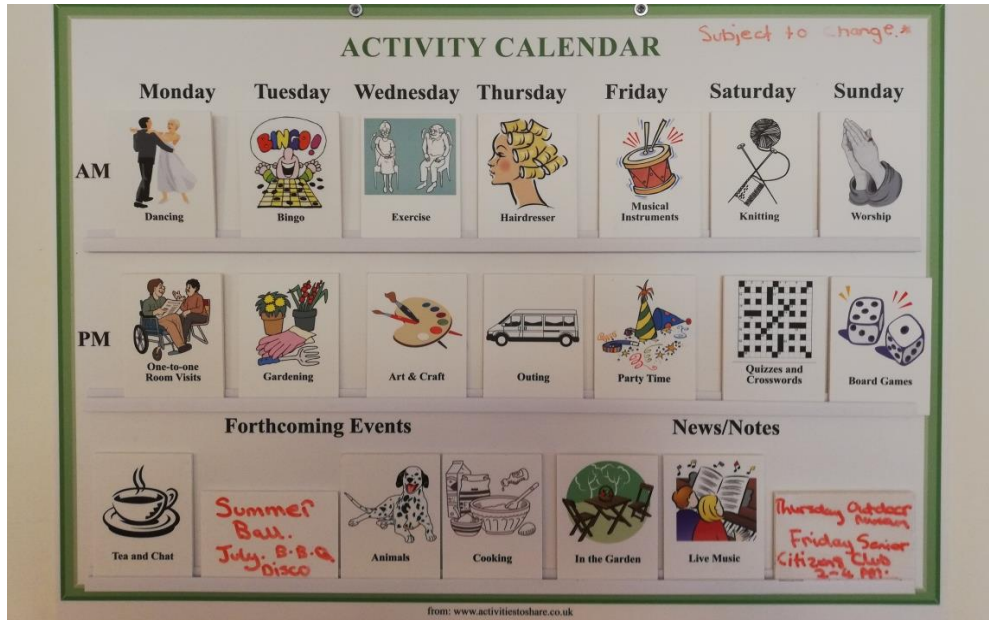 Subject to change.*
ACTIVITY CALENDAR
Monday Tuesday Wednesday Thursday Friday Saturday Sunday
AM
BINGO!
Dancing
Bingo
Exercise
Hairdresser
Musical
Instruments
Knitting
Worship
PM
One-to-one
Room Visits
Gardening
Art & Craft
Outing
Party Time
Quizzes and
Crosswords
Board Games
Forthcoming Events
News/Notes
Tea and Chat
Summer
Ball.
July. B.B.Q
Disco
Animals
Cooking
In the Garden
Live Music
Thursday Outdoor
Museum
Friday Senior
Citizens Club
2-4 PM.
from: www.activitiestoshare.co.uk